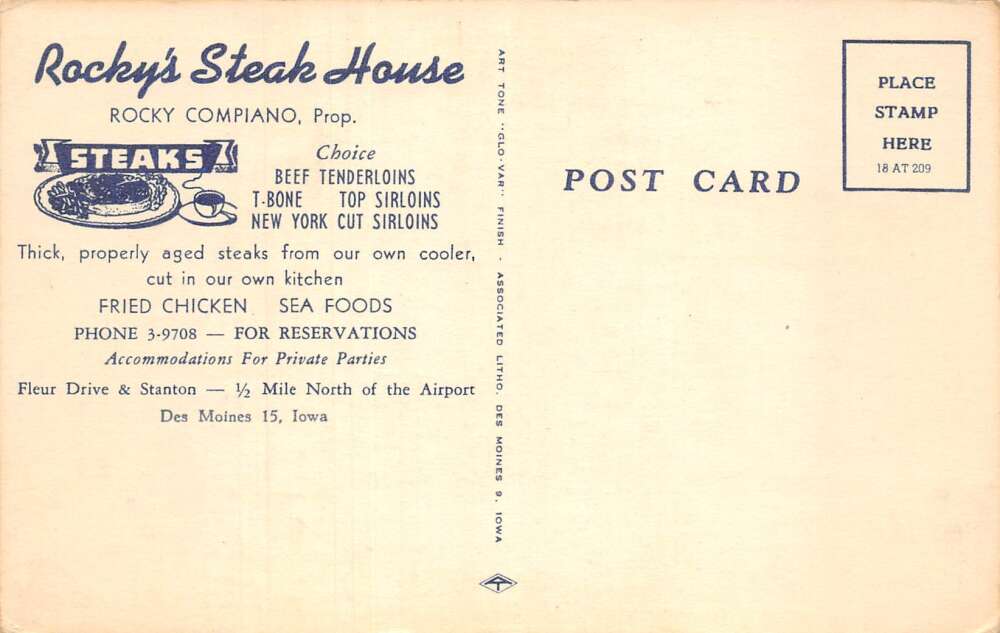 Rocky's Steak House
ROCKY COMPIANO, Prop.
STEAKS
Choice
BEEF TENDERLOINS
T-BONE TOP SIRLOINS
NEW YORK CUT SIRLOINS
Thick, properly aged steaks from our own cooler,
cut in our own kitchen
FRIED CHICKEN SEA FOODS
PHONE 3-9708 — FOR RESERVATIONS
Accommodations For Private Parties
Fleur Drive & Stanton — ½ Mile North of the Airport
Des Moines 15, Iowa
ART TONE "GLO-VAR" FINISH - ASSOCIATED LITHO. DES MOINES 9, IOWA
POST CARD
PLACE
STAMP
HERE
18 AT 209